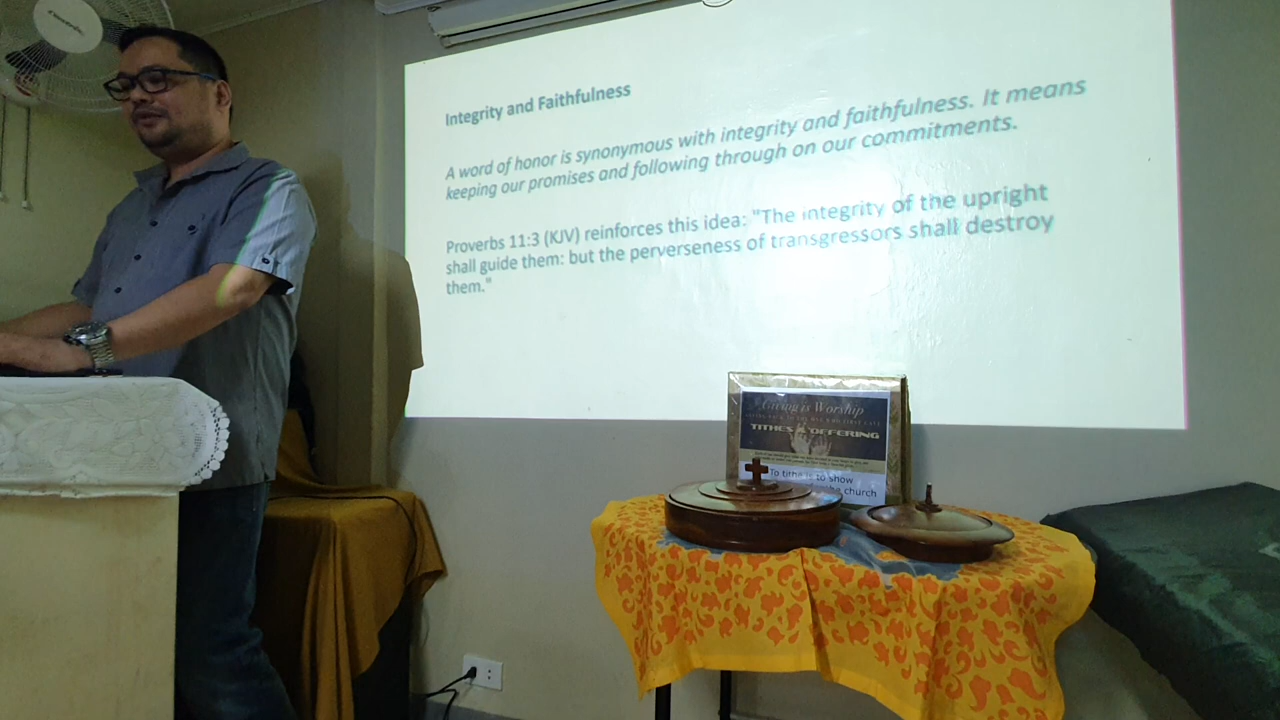 Integrity and Faithfulness
A word of honor is synonymous with integrity and faithfulness. It means
keeping our promises and following through on our commitments.
Proverbs 11:3 (KJV) reinforces this idea: "The integrity of the upright
shall guide them: but the perverseness of transgressors shall destroy
them."
Giving is Worship
TITHES & OFFERING
To tithe is to show
the church